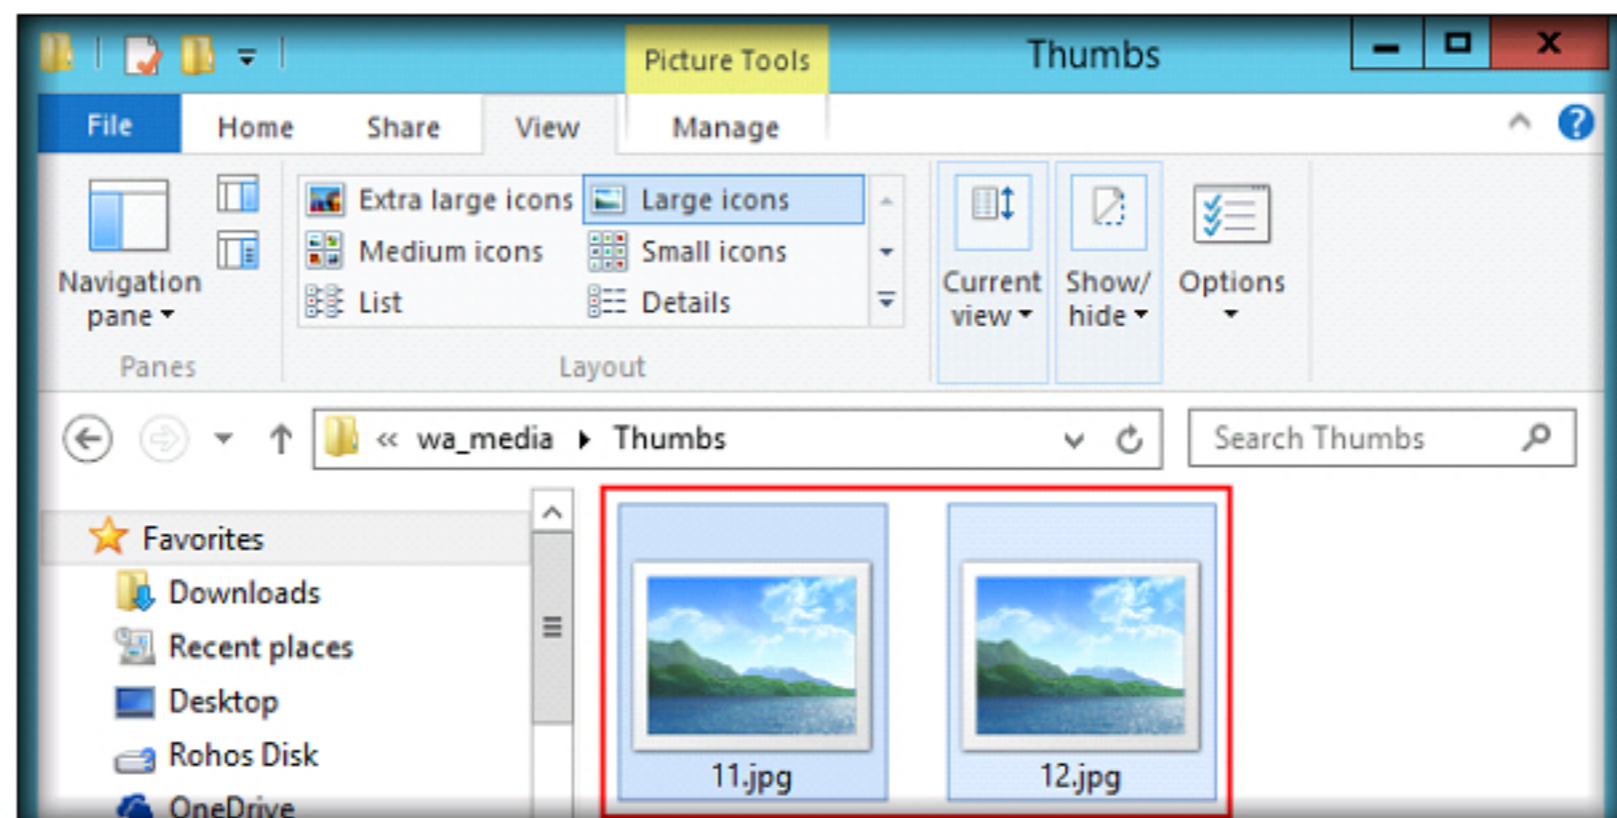 Picture Tools
Thumbs
File Home Share View Manage
Extra large icons Large icons
Medium icons Small icons
List Details
Navigation pane
Current view
Show/ hide
Options
Panes
Layout
« wa_media Thumbs
Search Thumbs
Favorites
Downloads
Recent places
Desktop
Rohos Disk
OneDrive
11.jpg
12.jpg